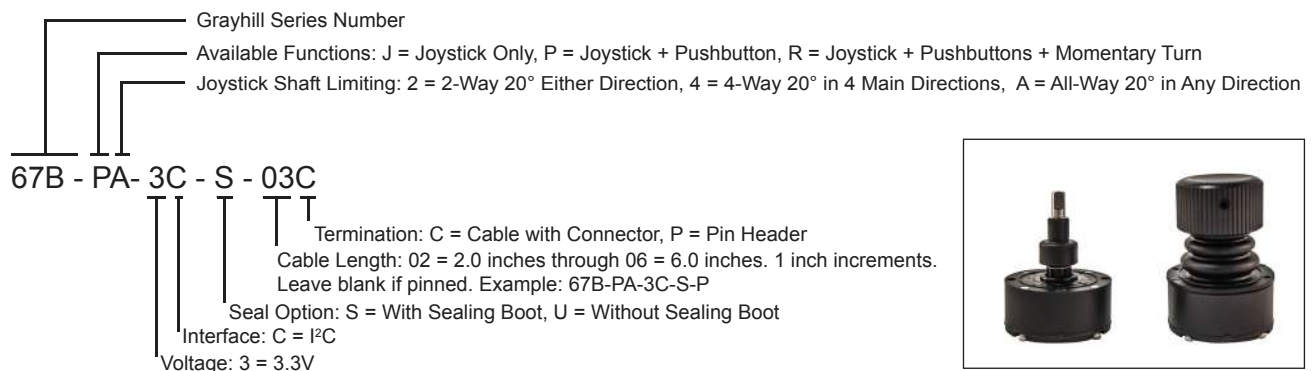 Grayhill Series Number
Available Functions: J = Joystick Only, P = Joystick + Pushbutton, R = Joystick + Pushbuttons + Momentary Turn
Joystick Shaft Limiting: 2 = 2-Way 20° Either Direction, 4 = 4-Way 20° in 4 Main Directions, A = All-Way 20° in Any Direction
67B - PA- 3C - S - 03C
Termination: C = Cable with Connector, P = Pin Header
Cable Length: 02 = 2.0 inches through 06 = 6.0 inches. 1 inch increments.
Leave blank if pinned. Example: 67B-PA-3C-S-P
Seal Option: S = With Sealing Boot, U = Without Sealing Boot
Interface: C = I²C
Voltage: 3 = 3.3V